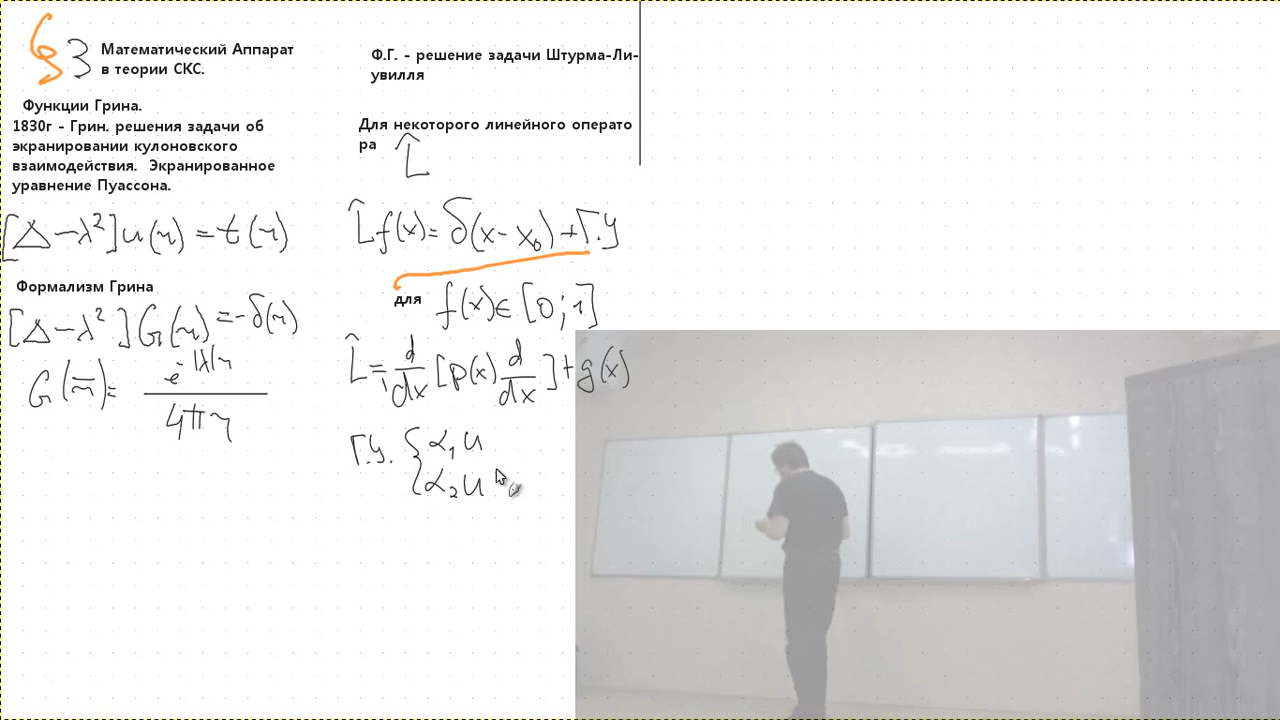 §3 Математический Аппарат
в теории СКС.
Функции Грина.
1830г - Грин. решения задачи об
экранировании кулоновского
взаимодействия. Экранированное
уравнение Пуассона.
[Δ-λ²]u(r)=t(r)
Формализм Грина
[Δ-λ²]G(r)=-δ(r)
G(r̄)= e^{-|λ|r} / 4πr
Ф.Г. - решение задачи Штурма-Ли-
увилля
Для некоторого линейного операто
ра L̂
L̂f(x)=δ(x-x₀)+Г.У
для f(x)∈[0;1]
L̂= d/dx [p(x) d/dx]+g(x)
Г.У. { α₁u
α₂u